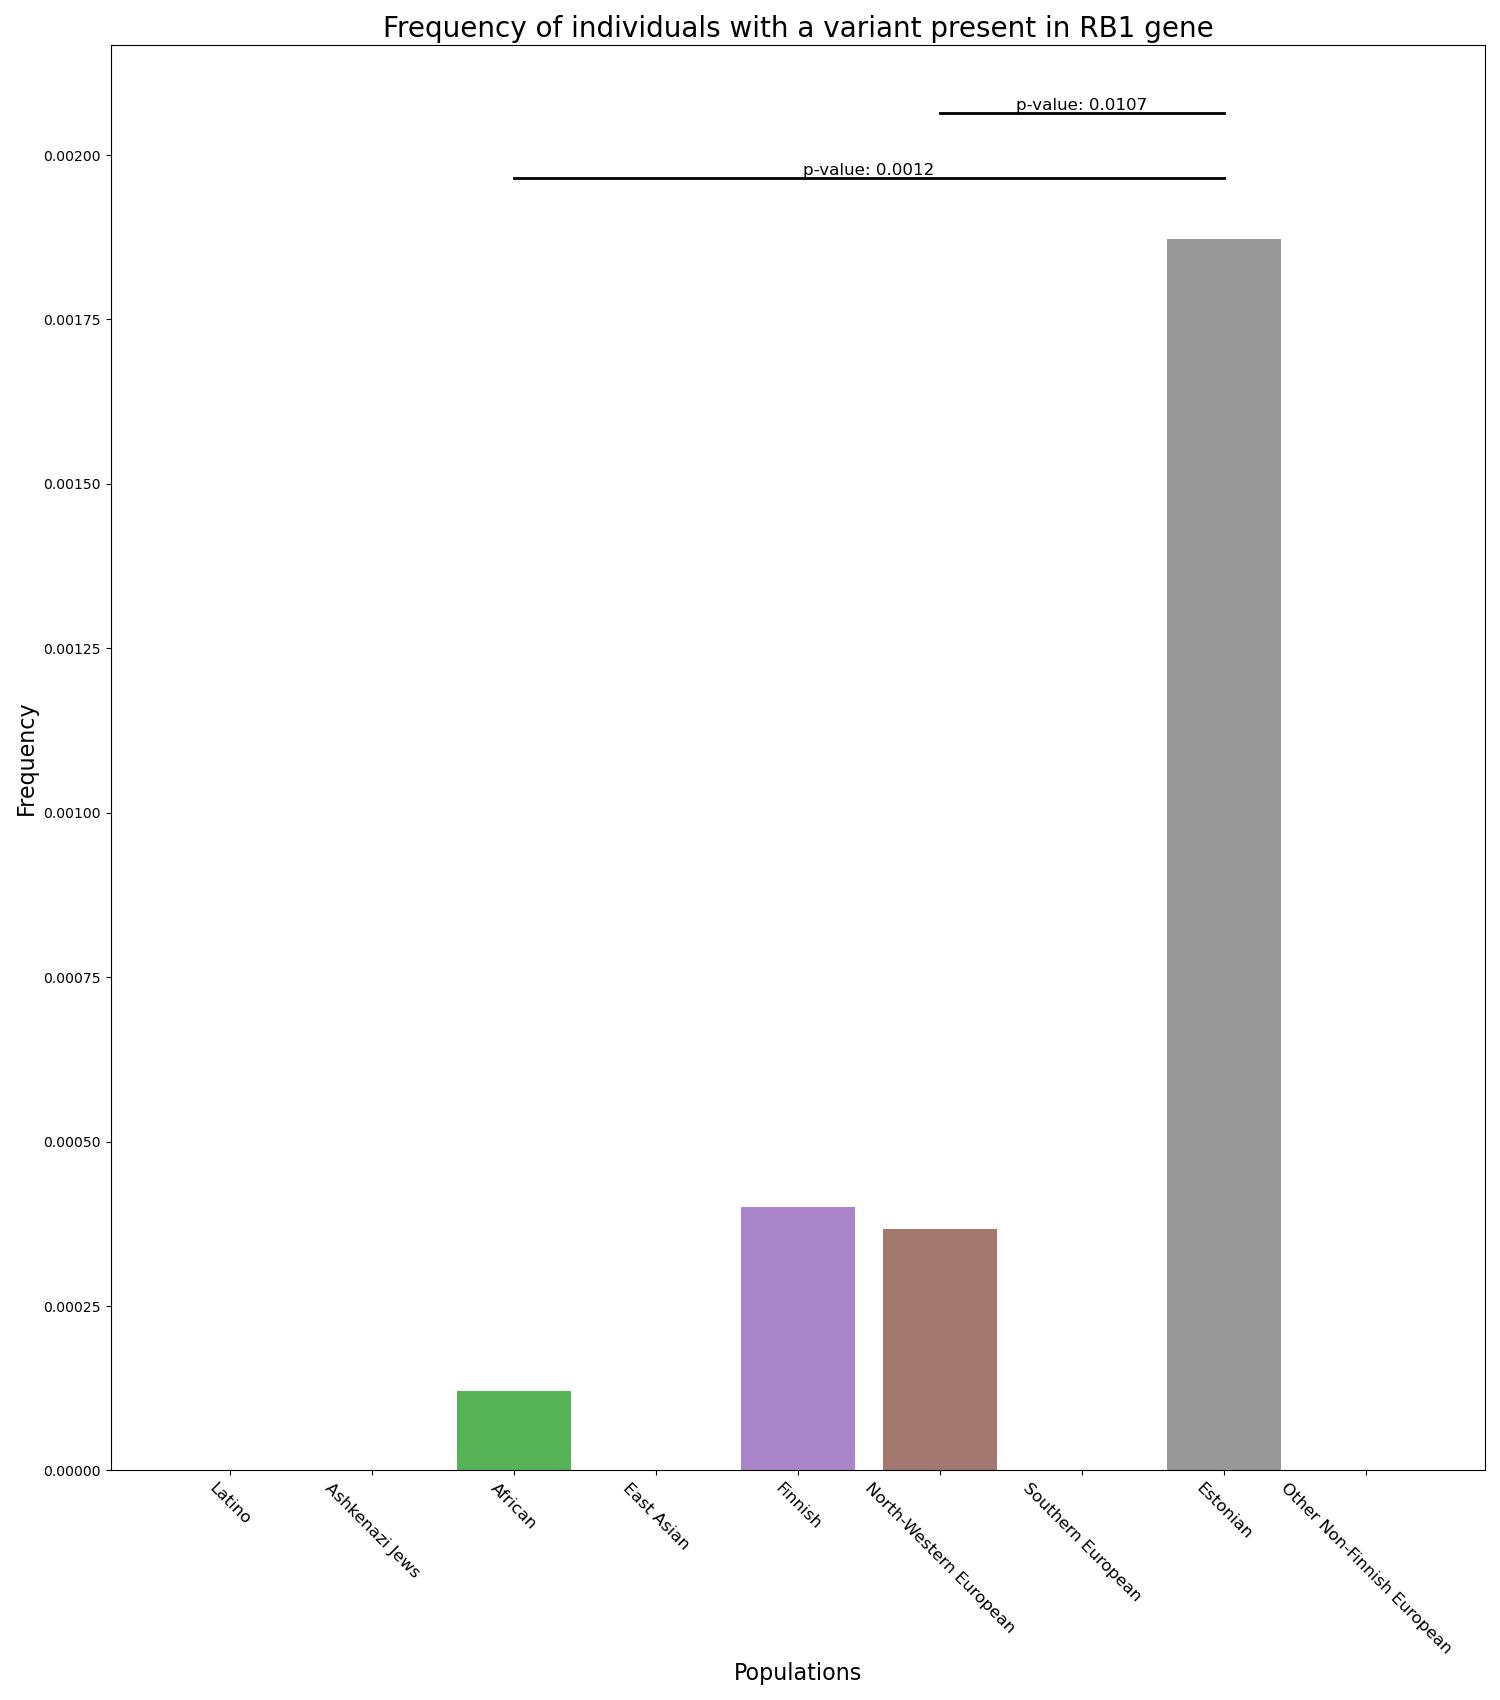 Frequency of individuals with a variant present in RB1 gene
p-value: 0.0107
p-value: 0.0012
0.00200
0.00175
0.00150
0.00125
0.00100
0.00075
0.00050
0.00025
0.00000
Frequency
Latino
Ashkenazi Jews
African
East Asian
Finnish
North-Western European
Southern European
Estonian
Other Non-Finnish European
Populations